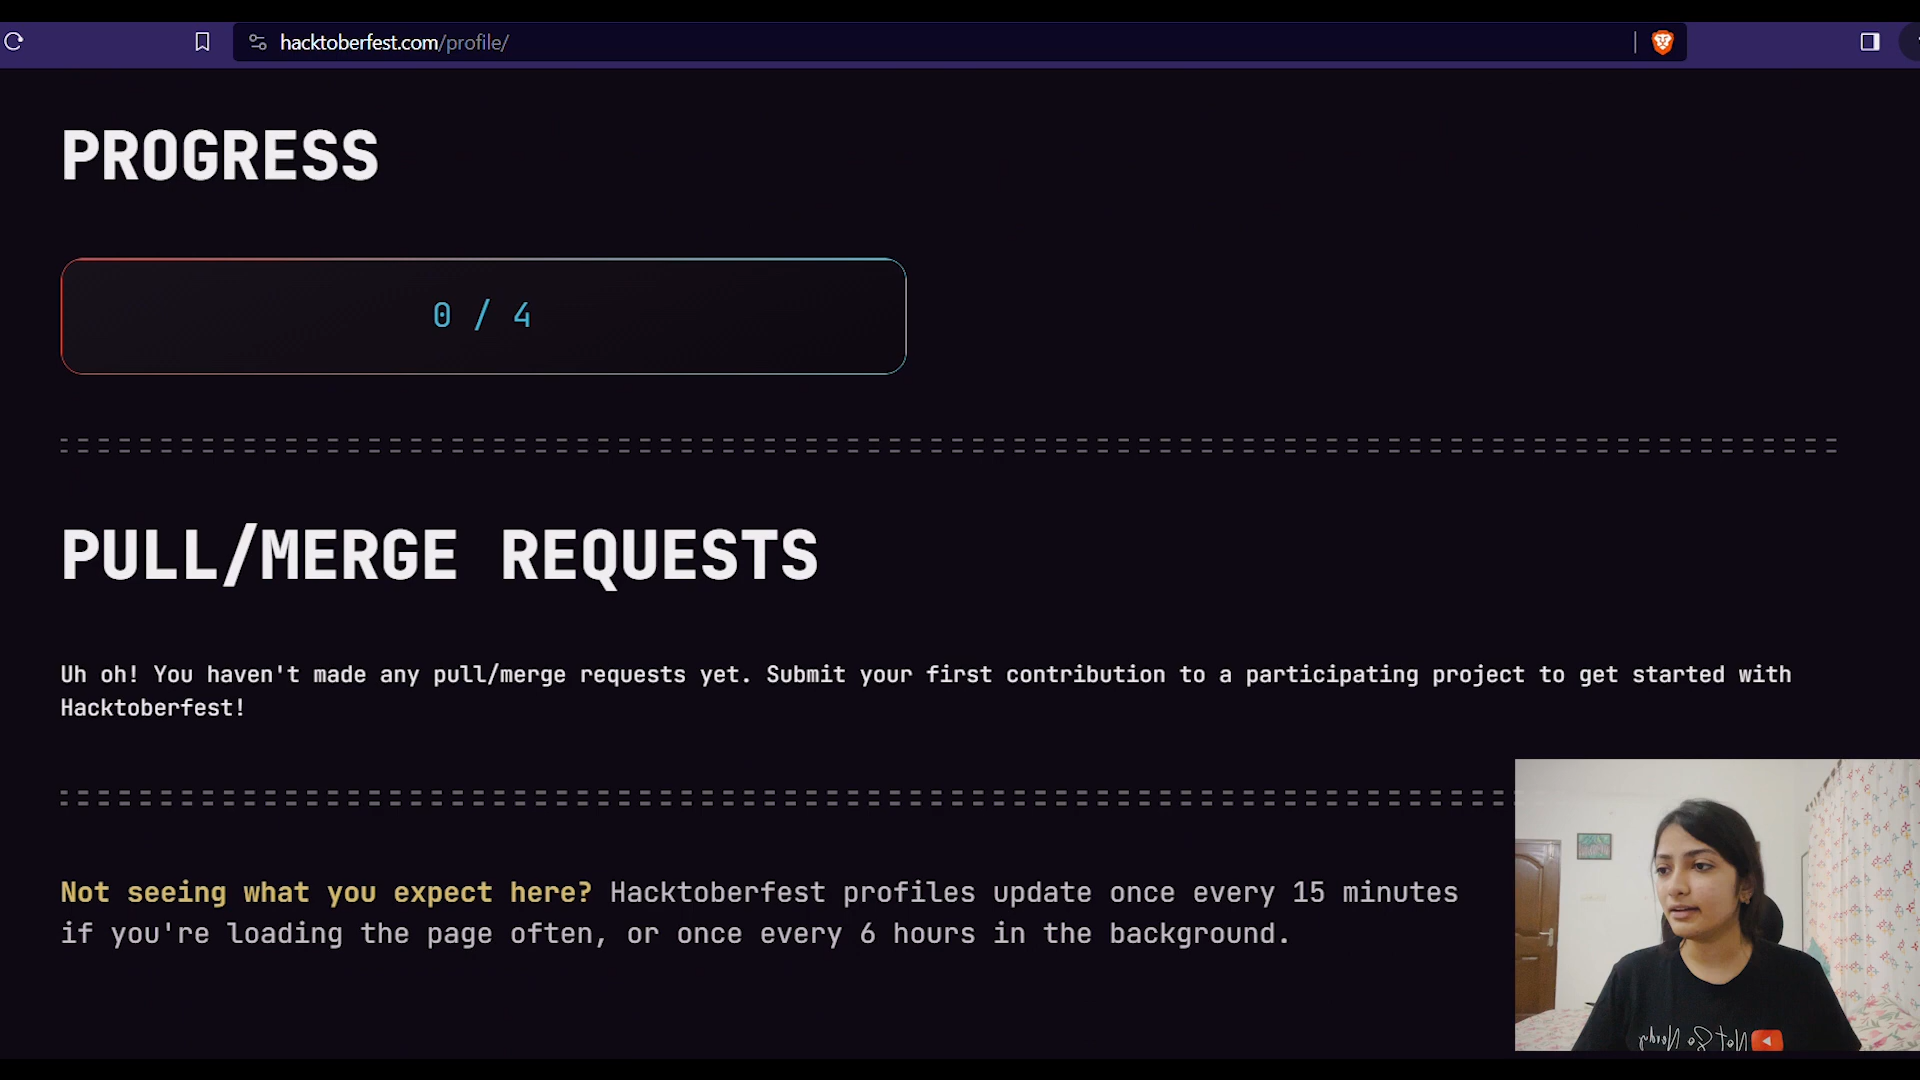 hacktoberfest.com/profile/
PROGRESS
0 / 4
PULL/MERGE REQUESTS
Uh oh! You haven't made any pull/merge requests yet. Submit your first contribution to a participating project to get started with
Hacktoberfest!
Not seeing what you expect here? Hacktoberfest profiles update once every 15 minutes
if you're loading the page often, or once every 6 hours in the background.
Not So Nerdy